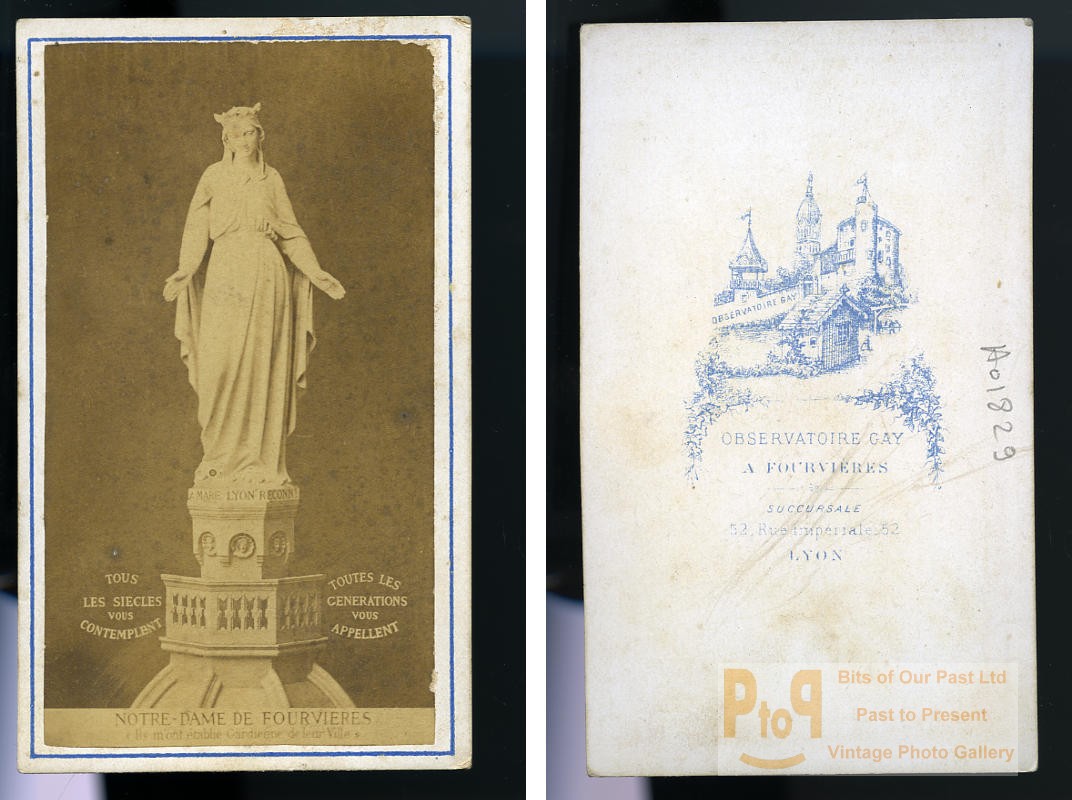 A MARIE LYON RECONNT
TOUS
LES SIECLES
VOUS
CONTEMPLENT
TOUTES LES
GENERATIONS
VOUS
APPELLENT
NOTRE-DAME DE FOURVIERES
« Ils m'ont établie Gardienne de leur Ville »
OBSERVATOIRE GAY
OBSERVATOIRE GAY
A FOURVIÈRES
SUCCURSALE
52, Rue impériale, 52
LYON
A01829
PtoP
Bits of Our Past Ltd
Past to Present
Vintage Photo Gallery